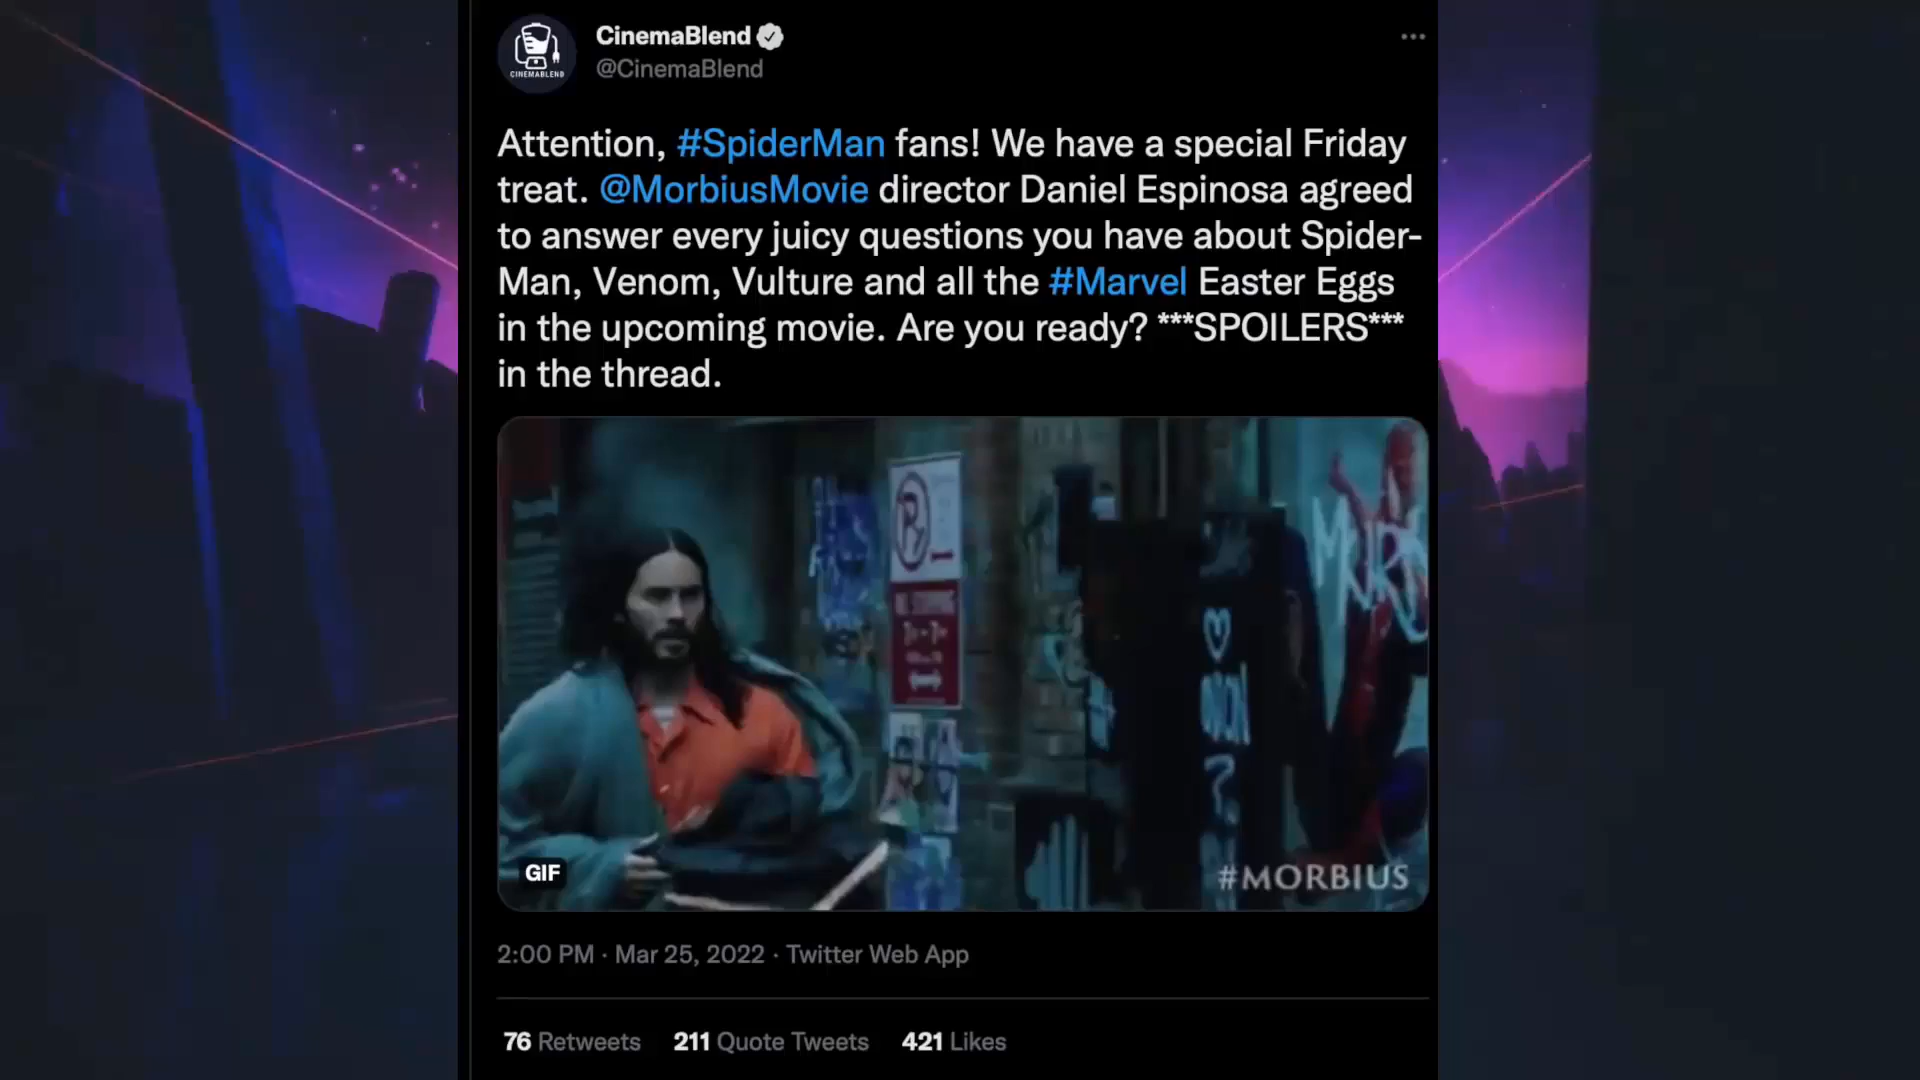 CinemaBlend
@CinemaBlend
CINEMABLEND
Attention, #SpiderMan fans! We have a special Friday
treat. @MorbiusMovie director Daniel Espinosa agreed
to answer every juicy questions you have about Spider-
Man, Venom, Vulture and all the #Marvel Easter Eggs
in the upcoming movie. Are you ready? ***SPOILERS***
in the thread.
GIF
#MORBIUS
2:00 PM · Mar 25, 2022 · Twitter Web App
76 Retweets 211 Quote Tweets 421 Likes